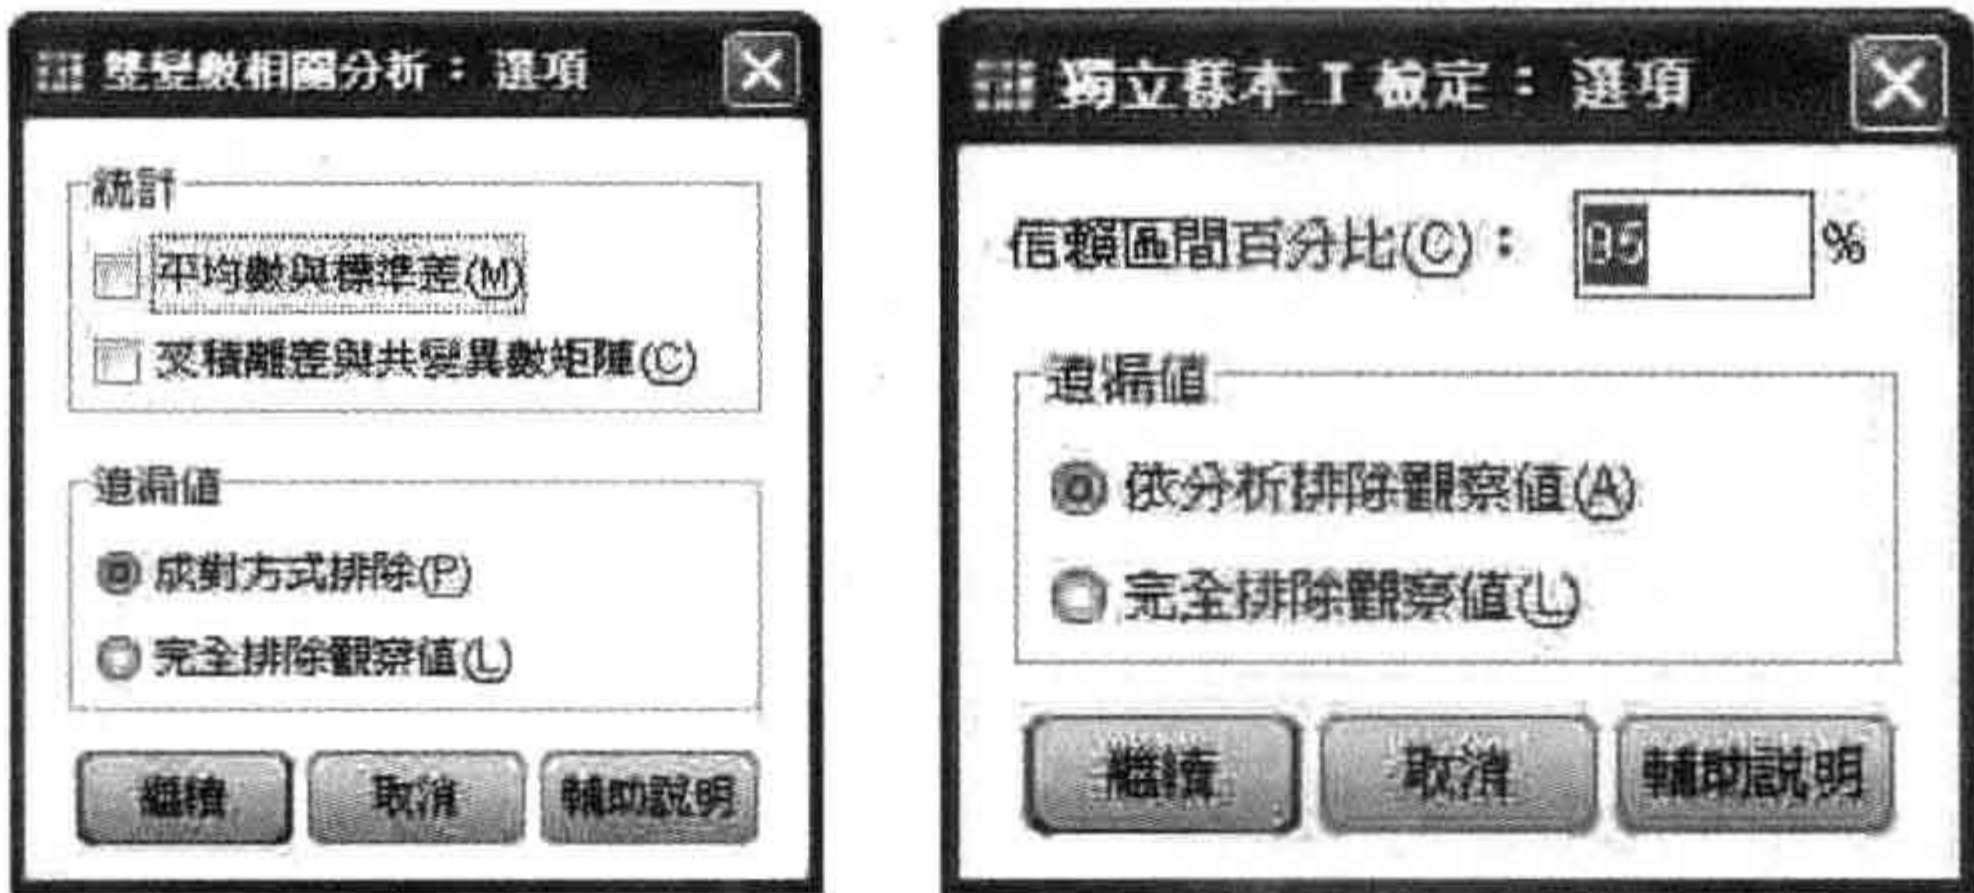 雙變數相關分析：選項
統計
平均數與標準差(M)
交積離差與共變異數矩陣(C)
遺漏值
成對方式排除(P)
完全排除觀察值(L)
繼續
取消
輔助說明
獨立樣本 T 檢定：選項
信賴區間百分比(C)：
%
遺漏值
依分析排除觀察值(A)
完全排除觀察值(L)
繼續
取消
輔助說明